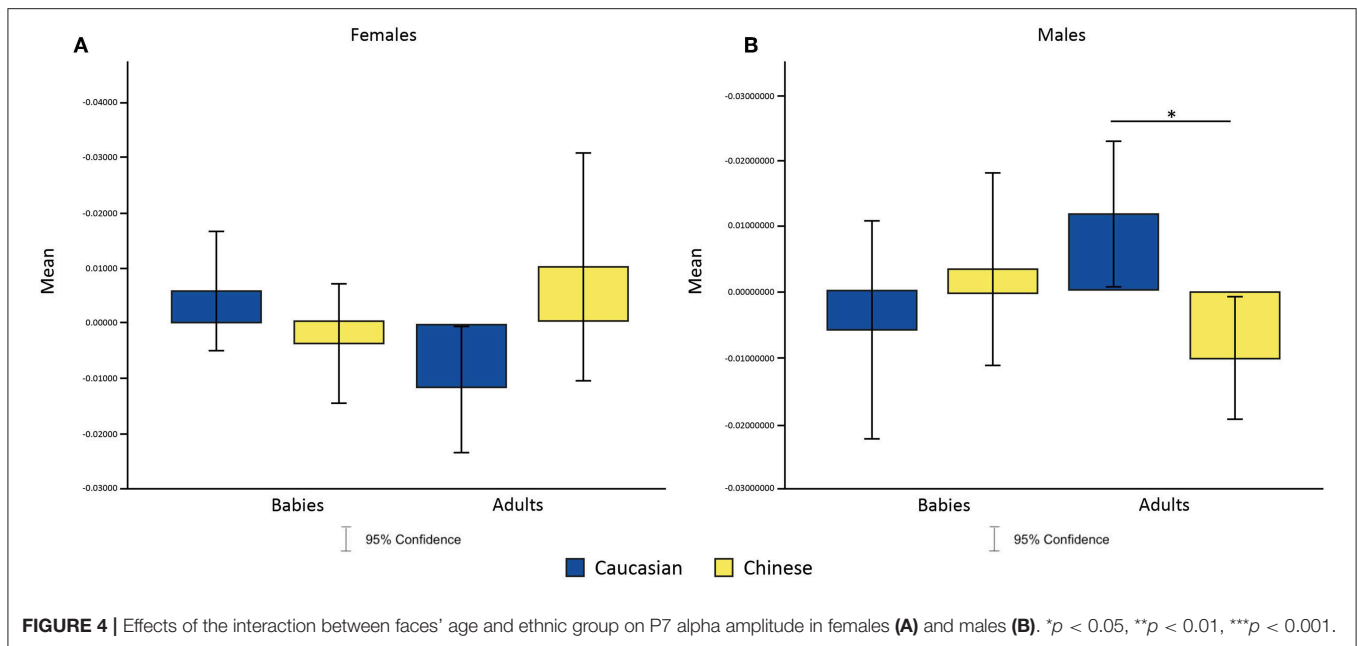 A
Females
-0.04000
-0.03000
-0.02000
0.01000
0.00000
-0.01000
-0.02000
-0.03000
Mean
Babies
Adults
95% Confidence
B
Males
*
-0.03000000
-0.02000000
0.01000000
0.00000000
-0.01000000
-0.02000000
-0.03000000
Mean
Babies
Adults
95% Confidence
Caucasian
Chinese
FIGURE 4 | Effects of the interaction between faces' age and ethnic group on P7 alpha amplitude in females (A) and males (B). *p < 0.05, **p < 0.01, ***p < 0.001.